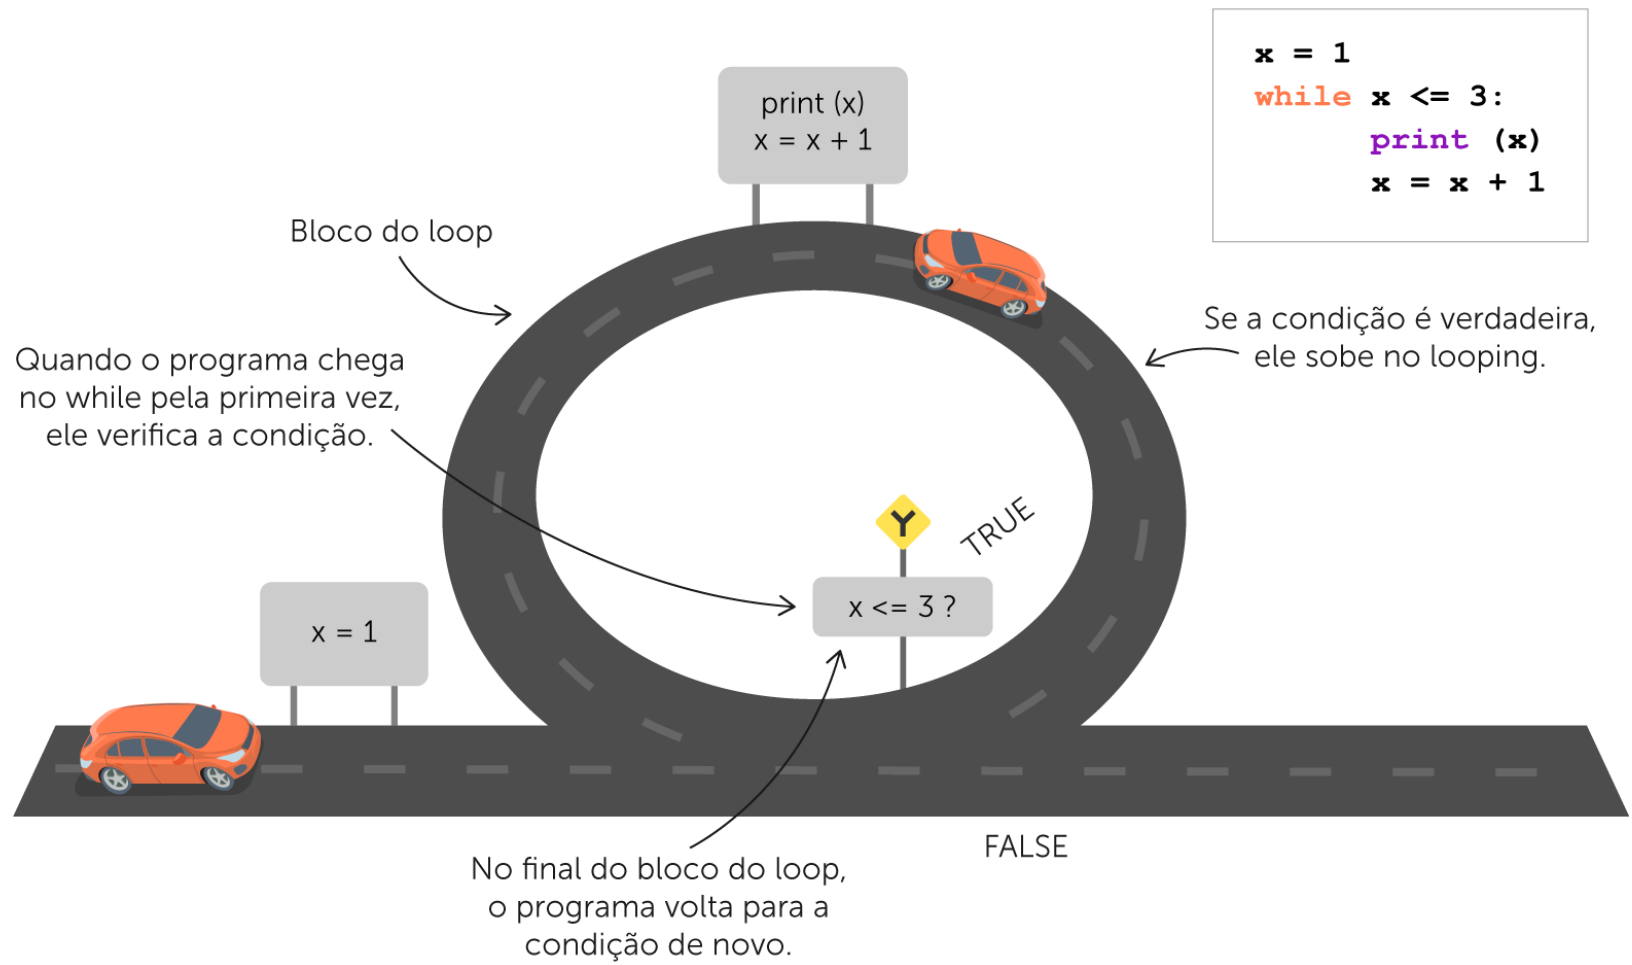 x = 1
while x <= 3:
print (x)
x = x + 1
print (x)
x = x + 1
Bloco do loop
Se a condição é verdadeira,
ele sobe no looping.
Quando o programa chega
no while pela primeira vez,
ele verifica a condição.
Y
TRUE
x <= 3 ?
x = 1
FALSE
No final do bloco do loop,
o programa volta para a
condição de novo.